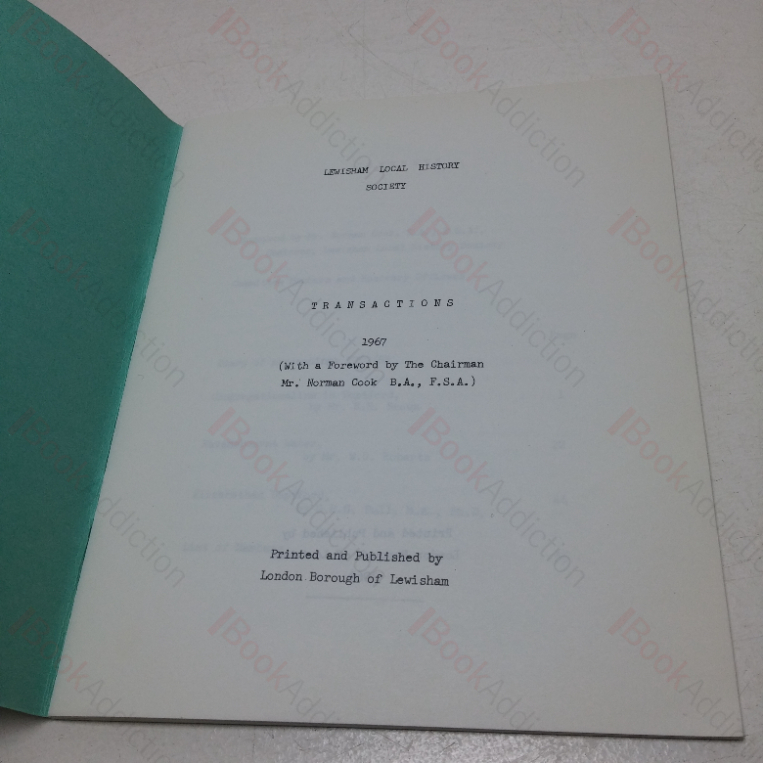 LEWISHAM LOCAL HISTORY
SOCIETY
T R A N S A C T I O N S
1967
(With a Foreword by The Chairman
Mr. Norman Cook B.A., F.S.A.)
Printed and Published by
London Borough of Lewisham
BookAddiction